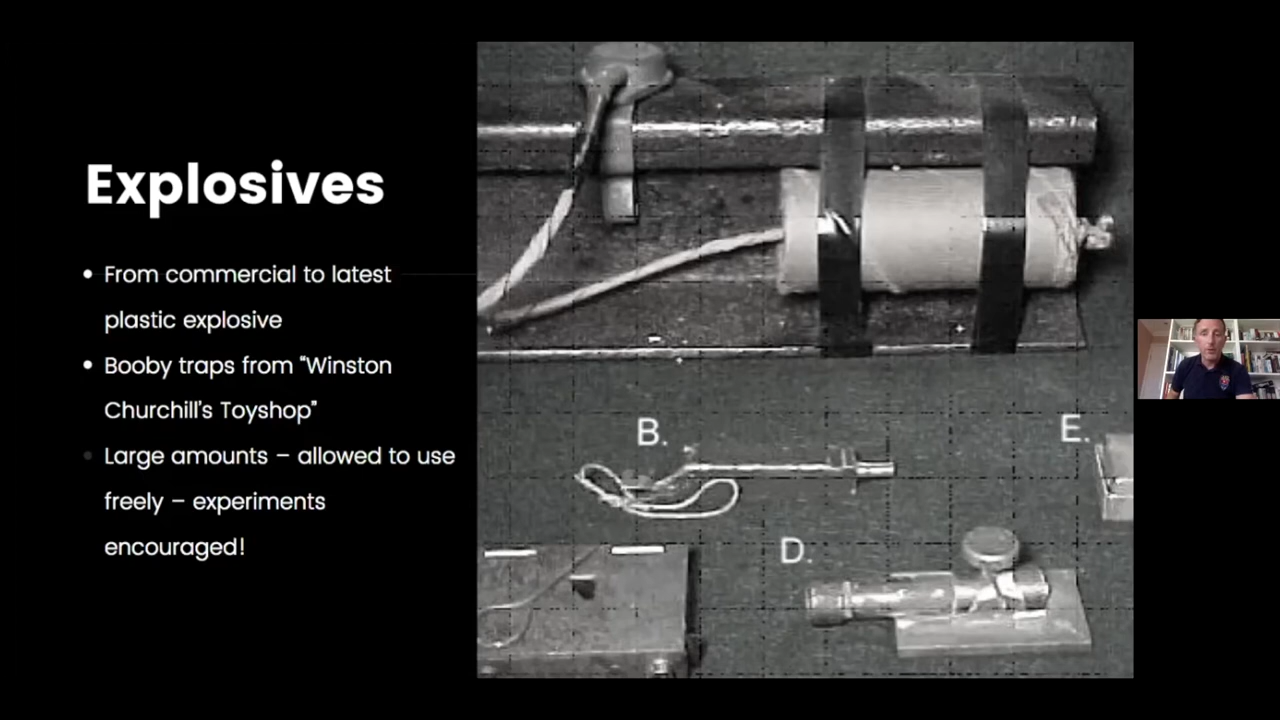 Explosives
• From commercial to latest
plastic explosive
• Booby traps from “Winston
Churchill’s Toyshop”
• Large amounts – allowed to use
freely – experiments
encouraged!
B.
E.
D.